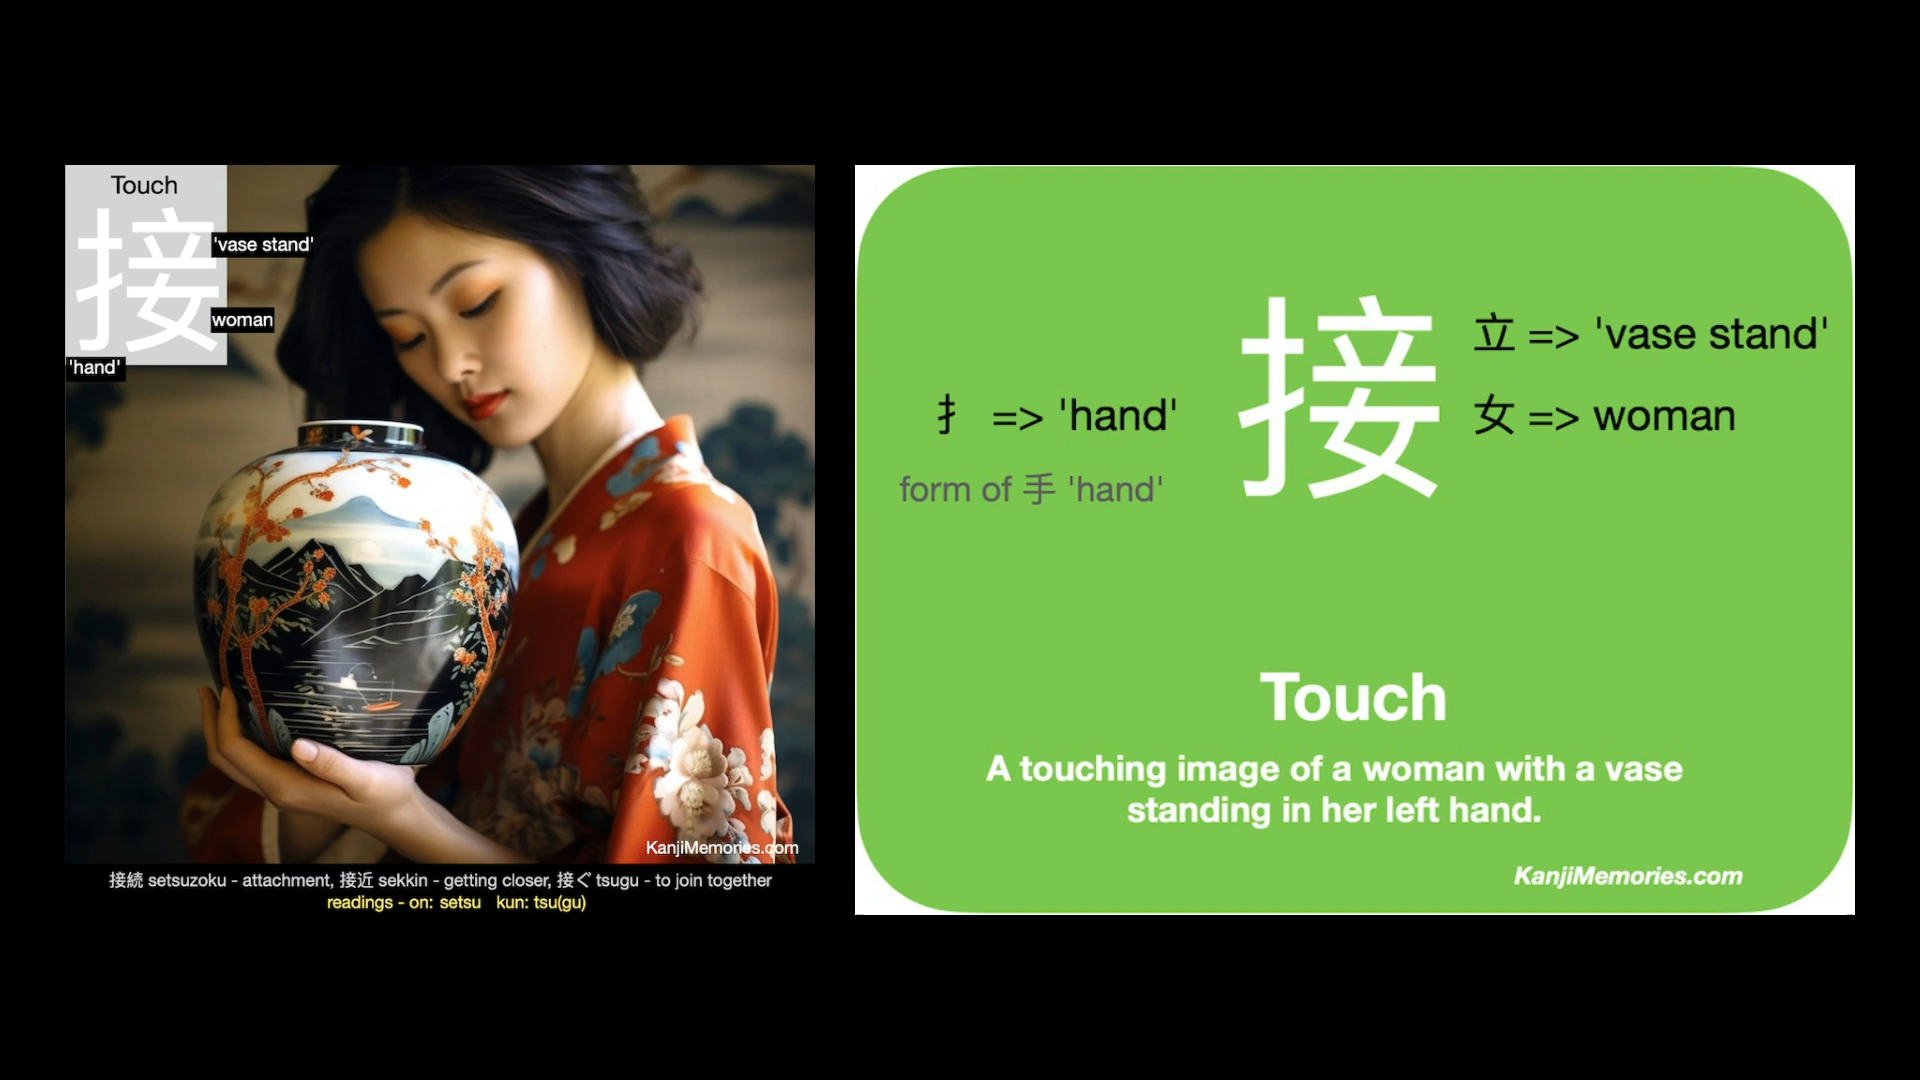 Touch
接
'vase stand'
woman
'hand'
KanjiMemories.com
接続 setsuzoku - attachment, 接近 sekkin - getting closer, 接ぐ tsugu - to join together
readings - on: setsu kun: tsu(gu)
接
立 => 'vase stand'
扌 => 'hand'
女 => woman
form of 手 'hand'
Touch
A touching image of a woman with a vase
standing in her left hand.
KanjiMemories.com